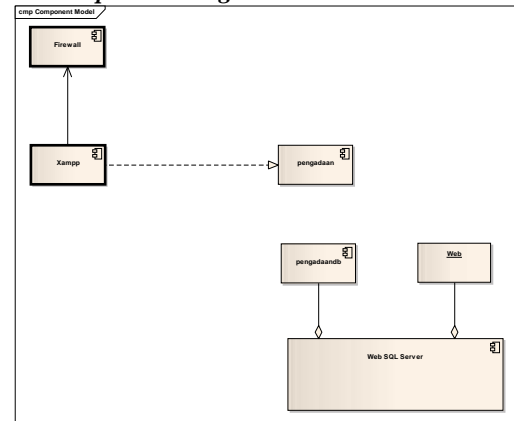 cmp Component Model
Firewall
Xampp
pengadaan
pengadaandb
Web
Web SQL Server